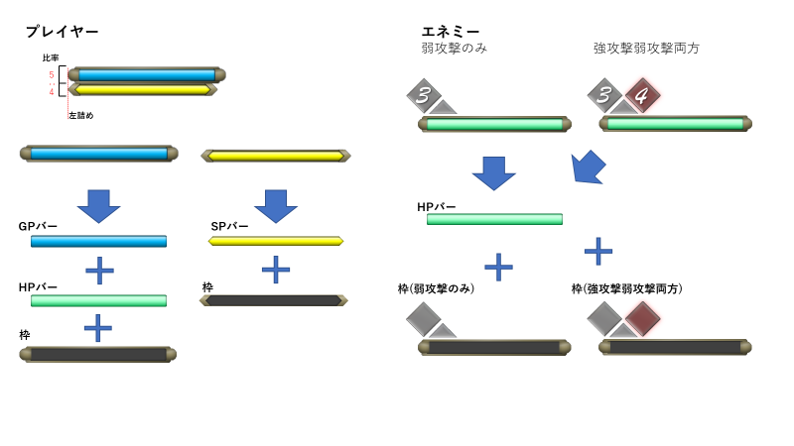 プレイヤー
比率
5
:
4
左詰め
GPバー
SPバー
HPバー
枠
枠
エネミー
弱攻撃のみ
強攻撃弱攻撃両方
3
3 4
HPバー
枠(弱攻撃のみ)
枠(強攻撃弱攻撃両方)